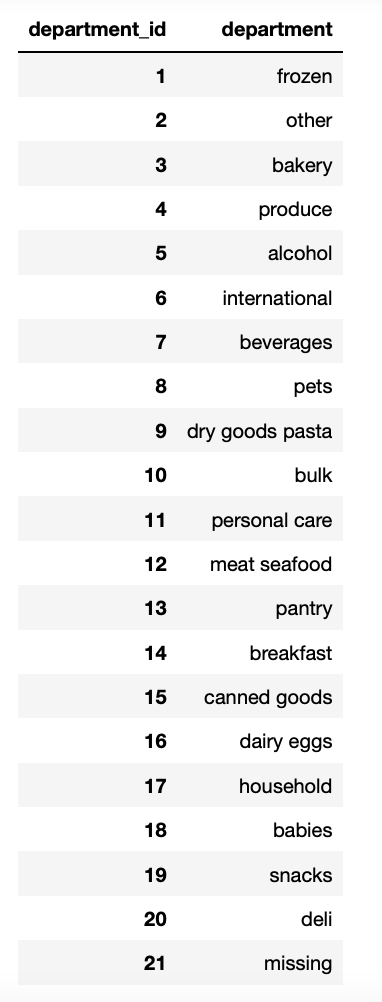 department_id department
1 frozen
2 other
3 bakery
4 produce
5 alcohol
6 international
7 beverages
8 pets
9 dry goods pasta
10 bulk
11 personal care
12 meat seafood
13 pantry
14 breakfast
15 canned goods
16 dairy eggs
17 household
18 babies
19 snacks
20 deli
21 missing